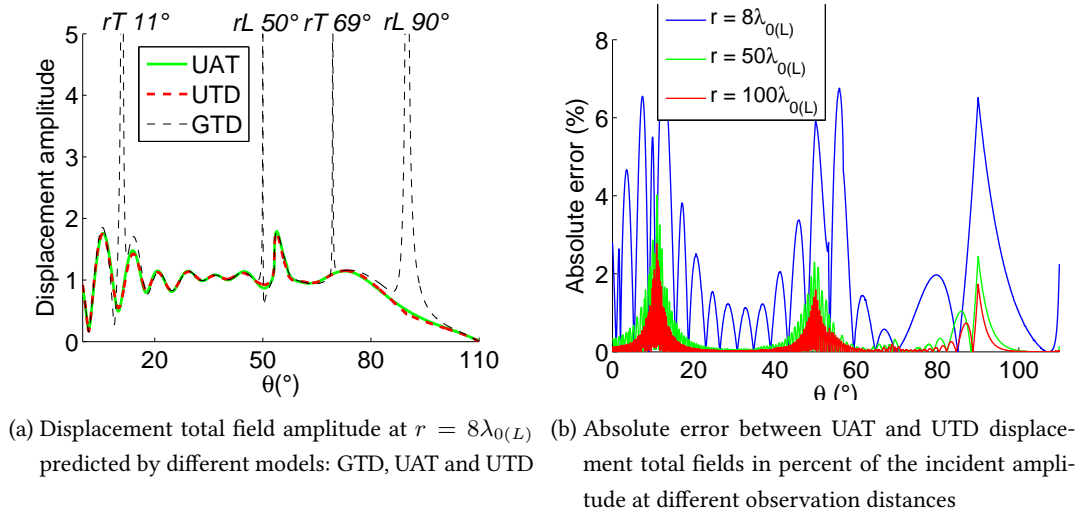 rT 11° rL 50° rT 69° rL 90°
5
4
3
2
1
0
Displacement amplitude
UAT
UTD
GTD
20 50 80 110
θ(°)
8
6
4
2
0
Absolute error (%)
r = 8λ0(L)
r = 50λ0(L)
r = 100λ0(L)
0 20 40 60 80 100
θ (°)
(a) Displacement total field amplitude at r = 8λ0(L)
predicted by different models: GTD, UAT and UTD
(b) Absolute error between UAT and UTD displace-
ment total fields in percent of the incident ampli-
tude at different observation distances